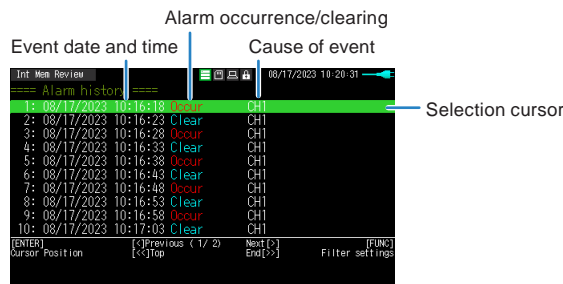 Alarm occurrence/clearing
Event date and time
Cause of event
Int Mem Review 08/17/2023 10:20:31
==== Alarm history ====
1: 08/17/2023 10:16:18 Occur CH1
Selection cursor
2: 08/17/2023 10:16:23 Clear CH1
3: 08/17/2023 10:16:28 Occur CH1
4: 08/17/2023 10:16:33 Clear CH1
5: 08/17/2023 10:16:38 Occur CH1
6: 08/17/2023 10:16:43 Clear CH1
7: 08/17/2023 10:16:48 Occur CH1
8: 08/17/2023 10:16:53 Clear CH1
9: 08/17/2023 10:16:58 Occur CH1
10: 08/17/2023 10:17:03 Clear CH1
[ENTER] [<]Previous ( 1/ 2) Next[>] [FUNC]
Cursor Position [<<]Top End[>>] Filter settings